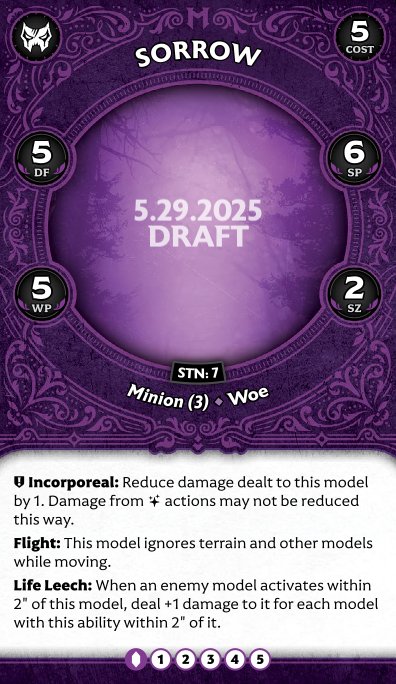 SORROW
5
COST
5
DF
6
SP
5.29.2025
DRAFT
5
WP
2
SZ
STN: 7
Minion (3) ◆ Woe
Incorporeal: Reduce damage dealt to this model
by 1. Damage from actions may not be reduced
this way.
Flight: This model ignores terrain and other models
while moving.
Life Leech: When an enemy model activates within
2" of this model, deal +1 damage to it for each model
with this ability within 2" of it.
1 2 3 4 5